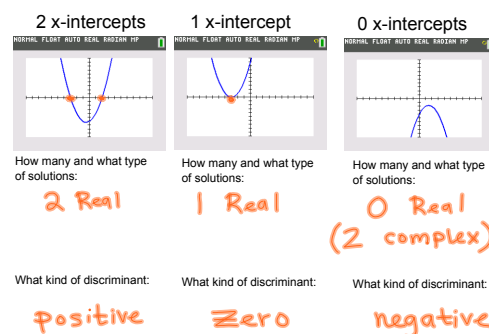 2 x-intercepts
NORMAL FLOAT AUTO REAL RADIAN MP
How many and what type
of solutions:
2 Real
What kind of discriminant:
positive
1 x-intercept
NORMAL FLOAT AUTO REAL RADIAN MP
How many and what type
of solutions:
1 Real
What kind of discriminant:
Zero
0 x-intercepts
NORMAL FLOAT AUTO REAL RADIAN MP
How many and what type
of solutions:
0 Real
(2 complex)
What kind of discriminant:
negative